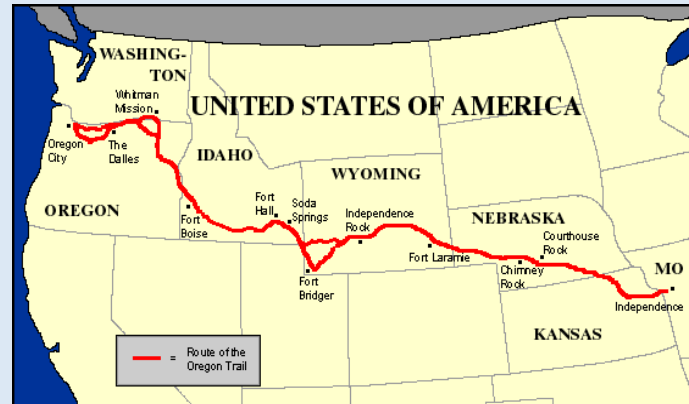 WASHING-
TON
Whitman
Mission
UNITED STATES OF AMERICA
Oregon
City
The
Dalles
IDAHO
WYOMING
OREGON
Fort
Boise
Fort
Hall
Soda
Springs
Independence
Rock
NEBRASKA
Courthouse
Rock
Fort Laramie
Chimney
Rock
MO
Fort
Bridger
Independence
KANSAS
= Route of the
Oregon Trail